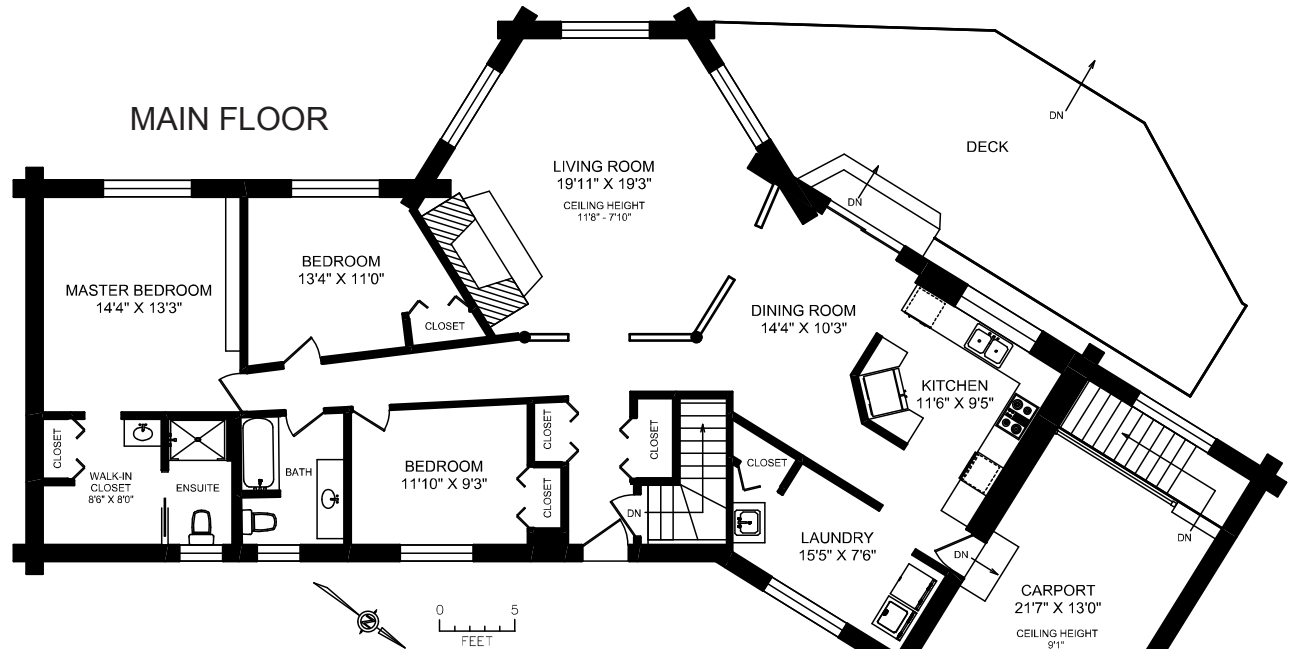 MAIN FLOOR
LIVING ROOM
19'11" X 19'3"
CEILING HEIGHT
11'8" - 7'10"
DN
DECK
DN
BEDROOM
13'4" X 11'0"
MASTER BEDROOM
14'4" X 13'3"
CLOSET
DINING ROOM
14'4" X 10'3"
KITCHEN
11'6" X 9'5"
CLOSET
WALK-IN
CLOSET
8'6" X 8'0"
ENSUITE
BATH
BEDROOM
11'10" X 9'3"
CLOSET
CLOSET
CLOSET
DN
CLOSET
LAUNDRY
15'5" X 7'6"
DN
DN
CARPORT
21'7" X 13'0"
CEILING HEIGHT
9'1"
N
0 5
FEET